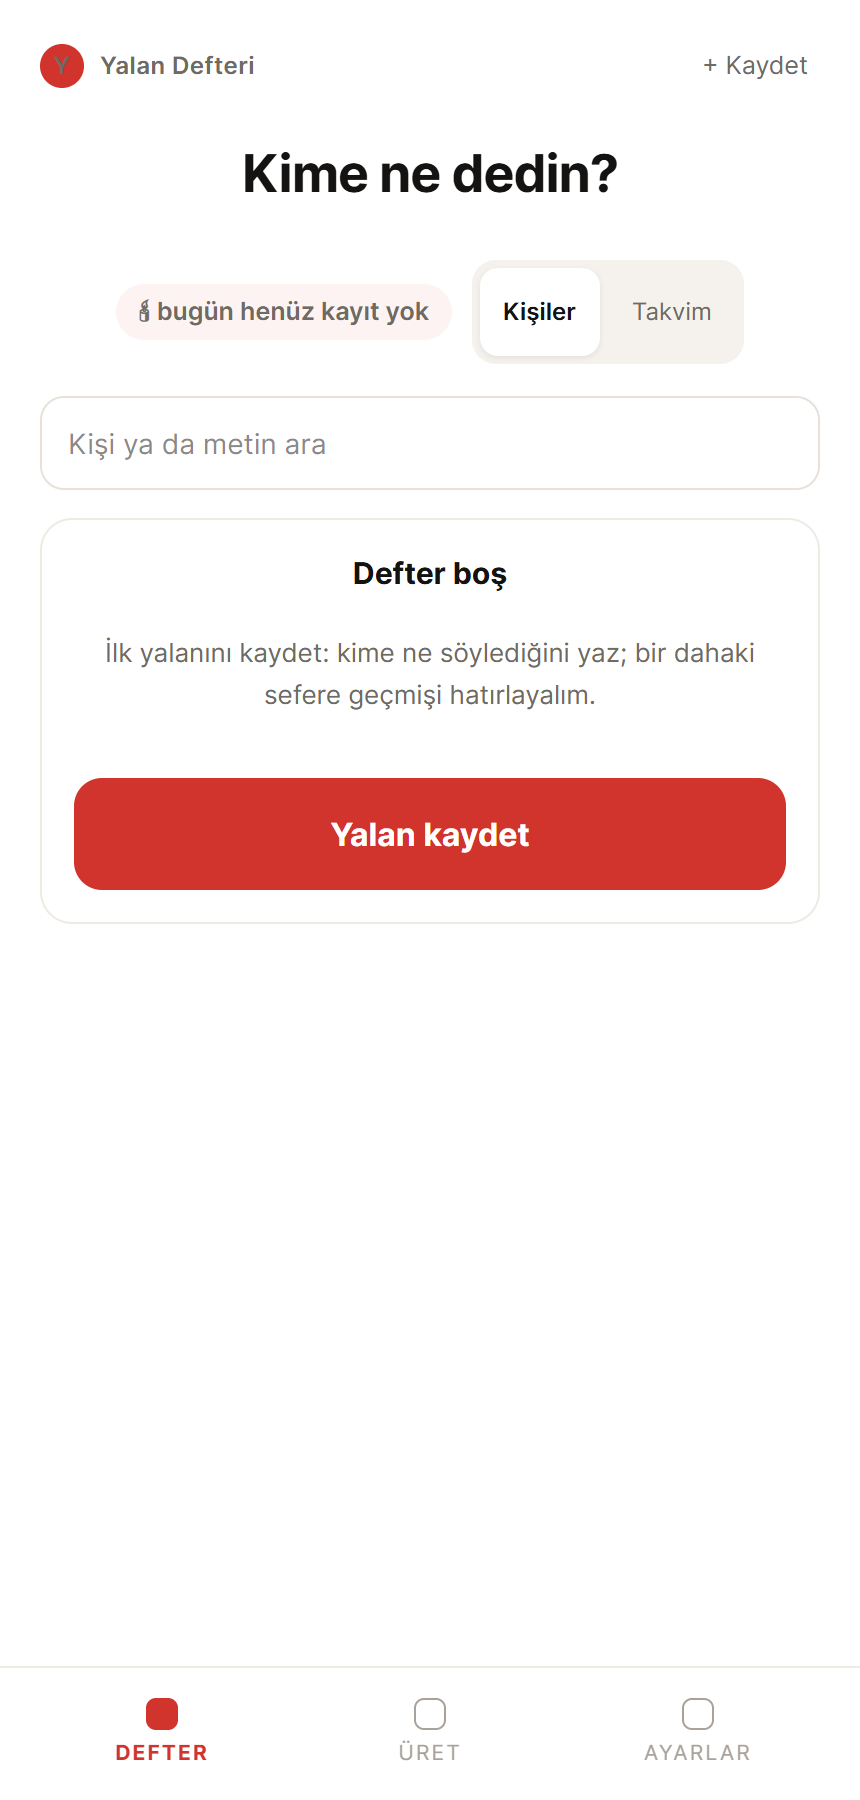 Y Yalan Defteri
+ Kaydet
Kime ne dedin?
🕯 bugün henüz kayıt yok
Kişiler
Takvim
Kişi ya da metin ara
Defter boş
İlk yalanını kaydet: kime ne söylediğini yaz; bir dahaki
sefere geçmişi hatırlayalım.
Yalan kaydet
DEFTER
ÜRET
AYARLAR